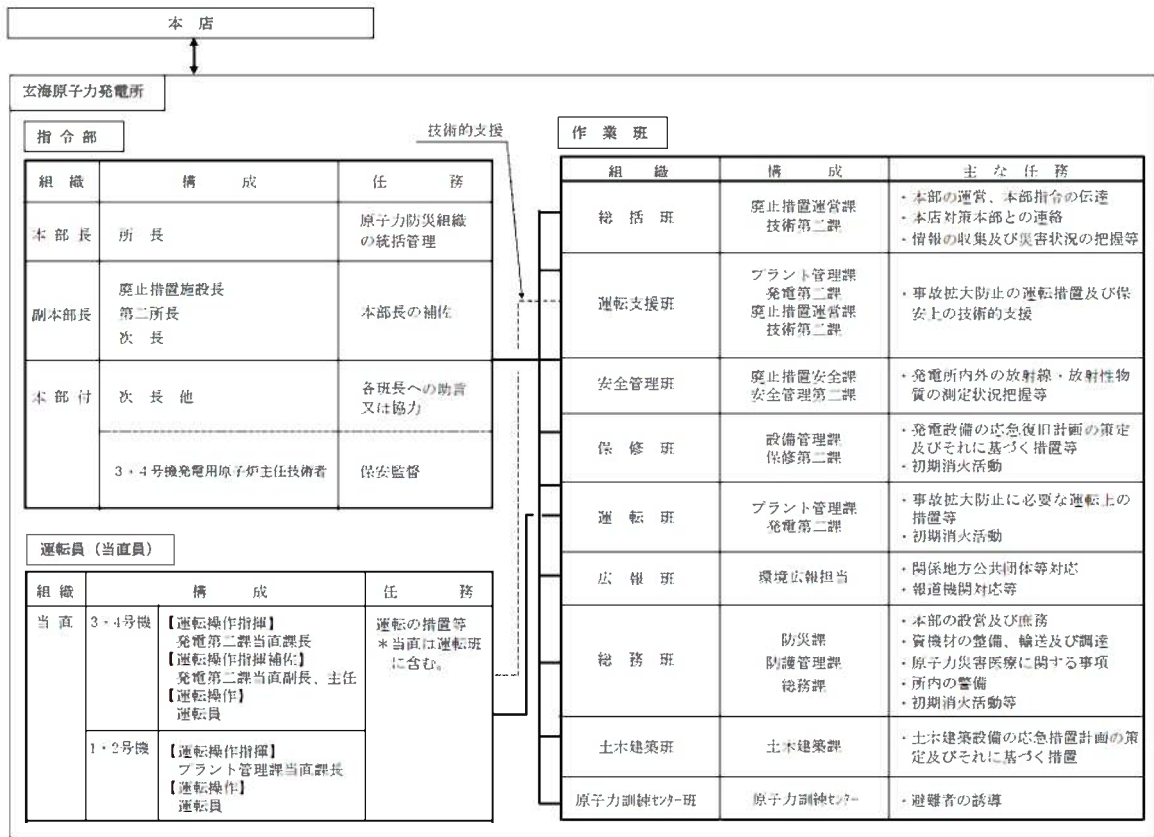 本店
玄海原子力発電所
指令部
技術的支援
組織 構成 任務
本部長 所長 原子力防災組織
の統括管理
副本部長 廃止措置施設長
第二所長
次長
本部長の補佐
本部付 次長他 各班長への助言
又は協力
3・4号機発電用原子炉主任技術者 保安監督
運転員（当直員）
組織 構成 任務
当直 3・4号機 【運転操作指揮】
発電第二課当直課長
【運転操作指揮補佐】
発電第二課当直副長、主任
【運転操作】
運転員
運転の措置等
＊当直は運転班
に含む。
1・2号機 【運転操作指揮】
プラント管理課当直課長
【運転操作】
運転員
作業班
組織 構成 主な任務
総括班 廃止措置運営課
技術第二課
・本部の運営、本部指令の伝達
・本店対策本部との連絡
・情報の収集及び災害状況の把握等
運転支援班 プラント管理課
発電第二課
廃止措置運営課
技術第二課
・事故拡大防止の運転措置及び保
安上の技術的支援
安全管理班 廃止措置安全課
安全管理第二課
・発電所内外の放射線・放射性物
質の測定状況把握等
保修班 設備管理課
保修第二課
・発電設備の応急復旧計画の策定
及びそれに基づく措置等
・初期消火活動
運転班 プラント管理課
発電第二課
・事故拡大防止に必要な運転上の
措置等
・初期消火活動
広報班 環境広報担当
・関係地方公共団体等対応
・報道機関対応等
総務班 防災課
防護管理課
総務課
・本部の設営及び庶務
・資機材の整備、輸送及び調達
・原子力災害医療に関する事項
・所内の警備
・初期消火活動等
土木建築班 土木建築課
・土木建築設備の応急措置計画の策
定及びそれに基づく措置
原子力訓練センター班 原子力訓練センター ・避難者の誘導